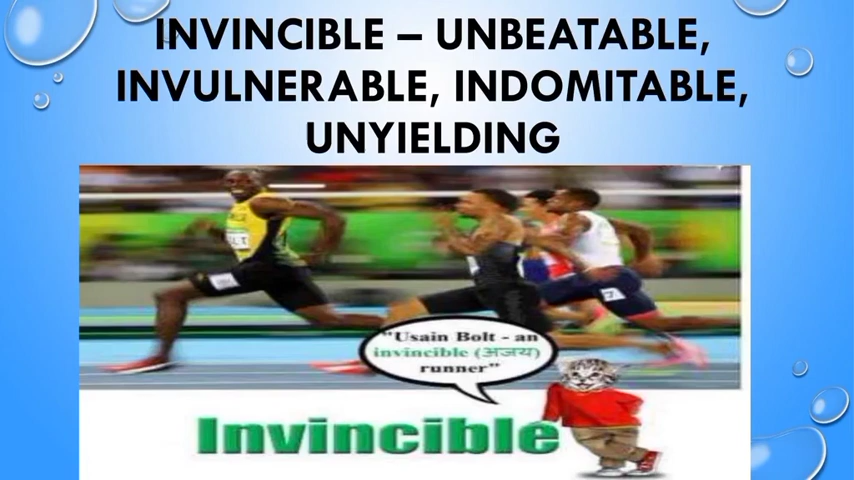 INVINCIBLE – UNBEATABLE,
INVULNERABLE, INDOMITABLE,
UNYIELDING
"Usain Bolt - an
invincible (अजय)
runner"
Invincible